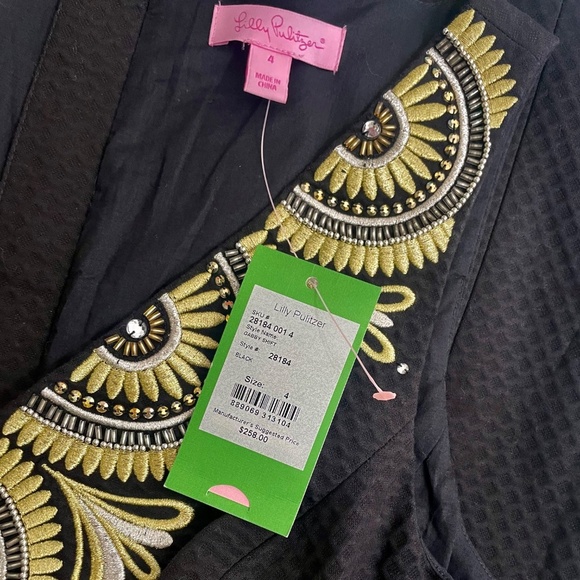 Lilly Pulitzer®
4
MADE IN
CHINA
Lilly Pulitzer
SKU #
28184 001 4
Style Name:
GABBY SHIFT
Style # 28184
BLACK
Size: 4
889069 313104
Manufacturer's Suggested Price
$258.00